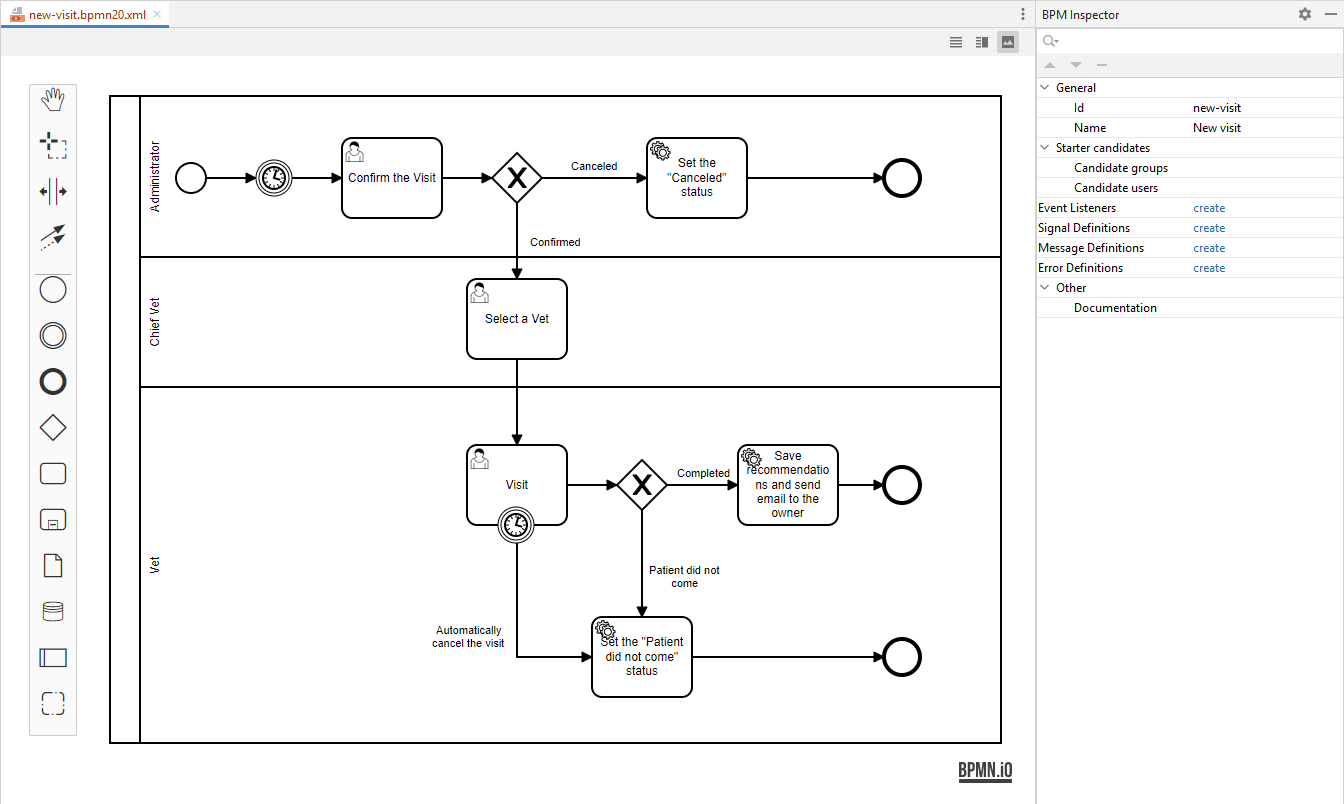 new-visit.bpmn20.xml
BPM Inspector
General
Id new-visit
Name New visit
Starter candidates
Candidate groups
Candidate users
Event Listeners create
Signal Definitions create
Message Definitions create
Error Definitions create
Other
Documentation
Administrator
Confirm the Visit
Canceled
Set the
"Canceled"
status
Confirmed
Chief Vet
Select a Vet
Vet
Visit
Completed
Save
recommendatio
ns and send
email to the
owner
Patient did not
come
Automatically
cancel the visit
Set the "Patient
did not come"
status
BPMN.iO